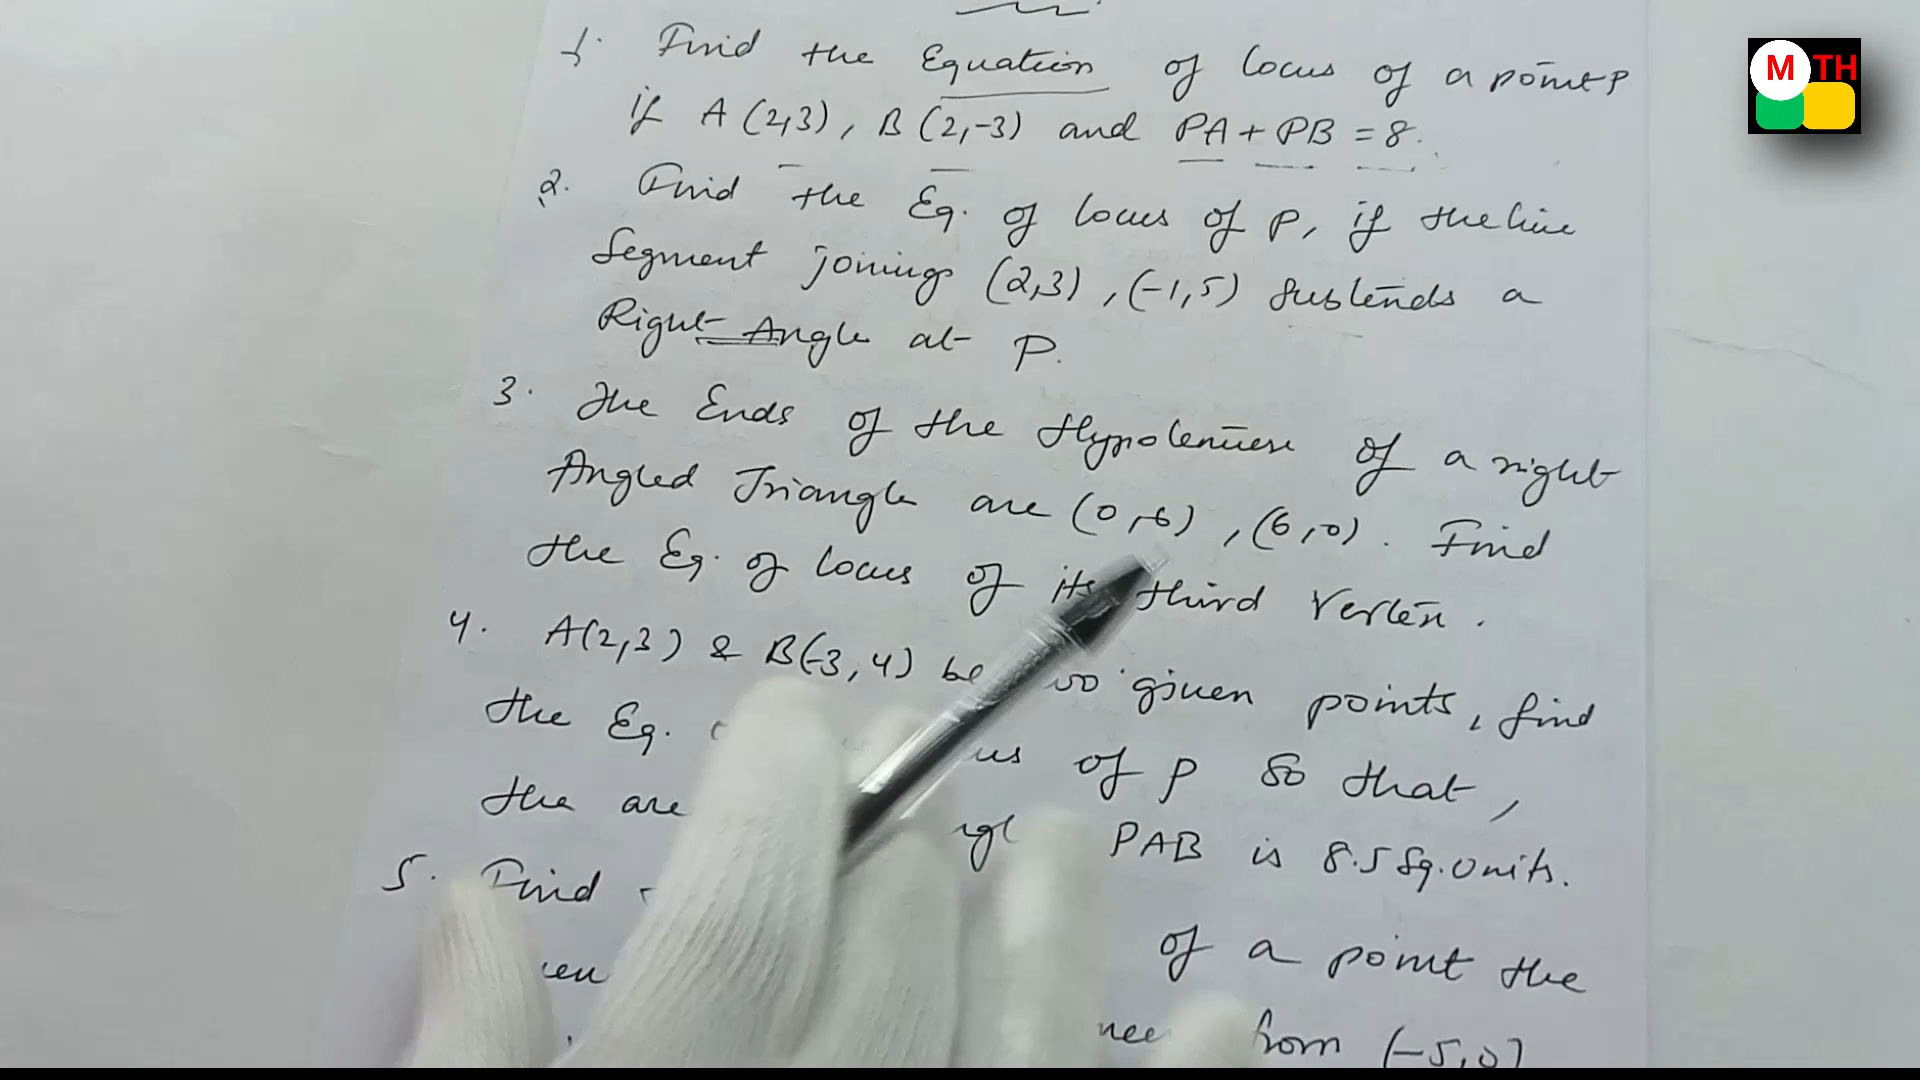 M TH
1. Find the Equation of locus of a point P
if A (2,3), B (2,-3) and PA + PB = 8.
2. Find the Eq. of locus of P, if the line
Segment joining (2,3), (-1,5) subtends a
Right Angle at P.
3. The Ends of the Hypotenuse of a right
Angled Triangle are (0,6), (6,0). Find
the Eq. of locus of its third Vertex.
4. A(2,3) & B(-3,4) be given points, find
the Eq. of P so that,
the PAB is 8.5 Sq.units.
5. Find of a point the
from (-5,0)